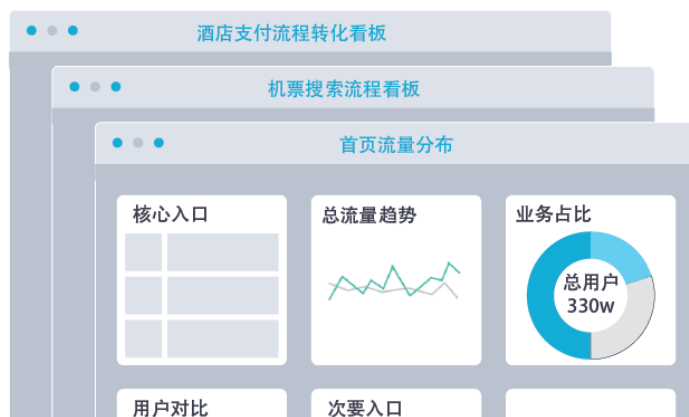 酒店支付流程转化看板
机票搜索流程看板
首页流量分布
核心入口
总流量趋势
业务占比
总用户
330w
用户对比
次要入口